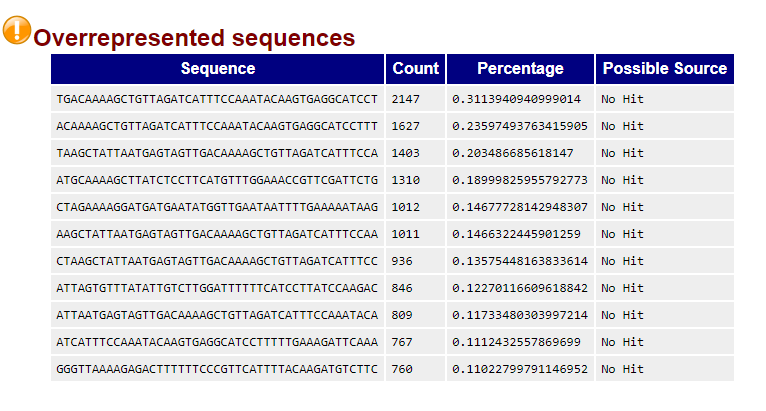 Overrepresented sequences
Sequence Count Percentage Possible Source
TGACAAAAGCTGTTAGATCATTTCCAAATACAAGTGAGGCATCCT 2147 0.3113940940999014 No Hit
ACAAAAGCTGTTAGATCATTTCCAAATACAAGTGAGGCATCCTTT 1627 0.23597493763415905 No Hit
TAAGCTATTAATGAGTAGTTGACAAAAGCTGTTAGATCATTTCCA 1403 0.203486685618147 No Hit
ATGCAAAAGCTTATCTCCTTCATGTTTGGAAACCGTTCGATTCTG 1310 0.18999825955792773 No Hit
CTAGAAAAGGATGATGAATATGGTTGAATAATTTTGAAAAATAAG 1012 0.14677728142948307 No Hit
AAGCTATTAATGAGTAGTTGACAAAAGCTGTTAGATCATTTCCAA 1011 0.1466322445901259 No Hit
CTAAGCTATTAATGAGTAGTTGACAAAAGCTGTTAGATCATTTCC 936 0.13575448163833614 No Hit
ATTAGTGTTTATATTGTCTTGGATTTTTTCATCCTTATCCAAGAC 846 0.12270116609618842 No Hit
ATTAATGAGTAGTTGACAAAAGCTGTTAGATCATTTCCAAATACA 809 0.11733480303997214 No Hit
ATCATTTCCAAATACAAGTGAGGCATCCTTTTTGAAAGATTCAAA 767 0.1112432557869699 No Hit
GGGTTAAAAGAGACTTTTTTCCCGTTCATTTTACAAGATGTCTTC 760 0.11022799791146952 No Hit